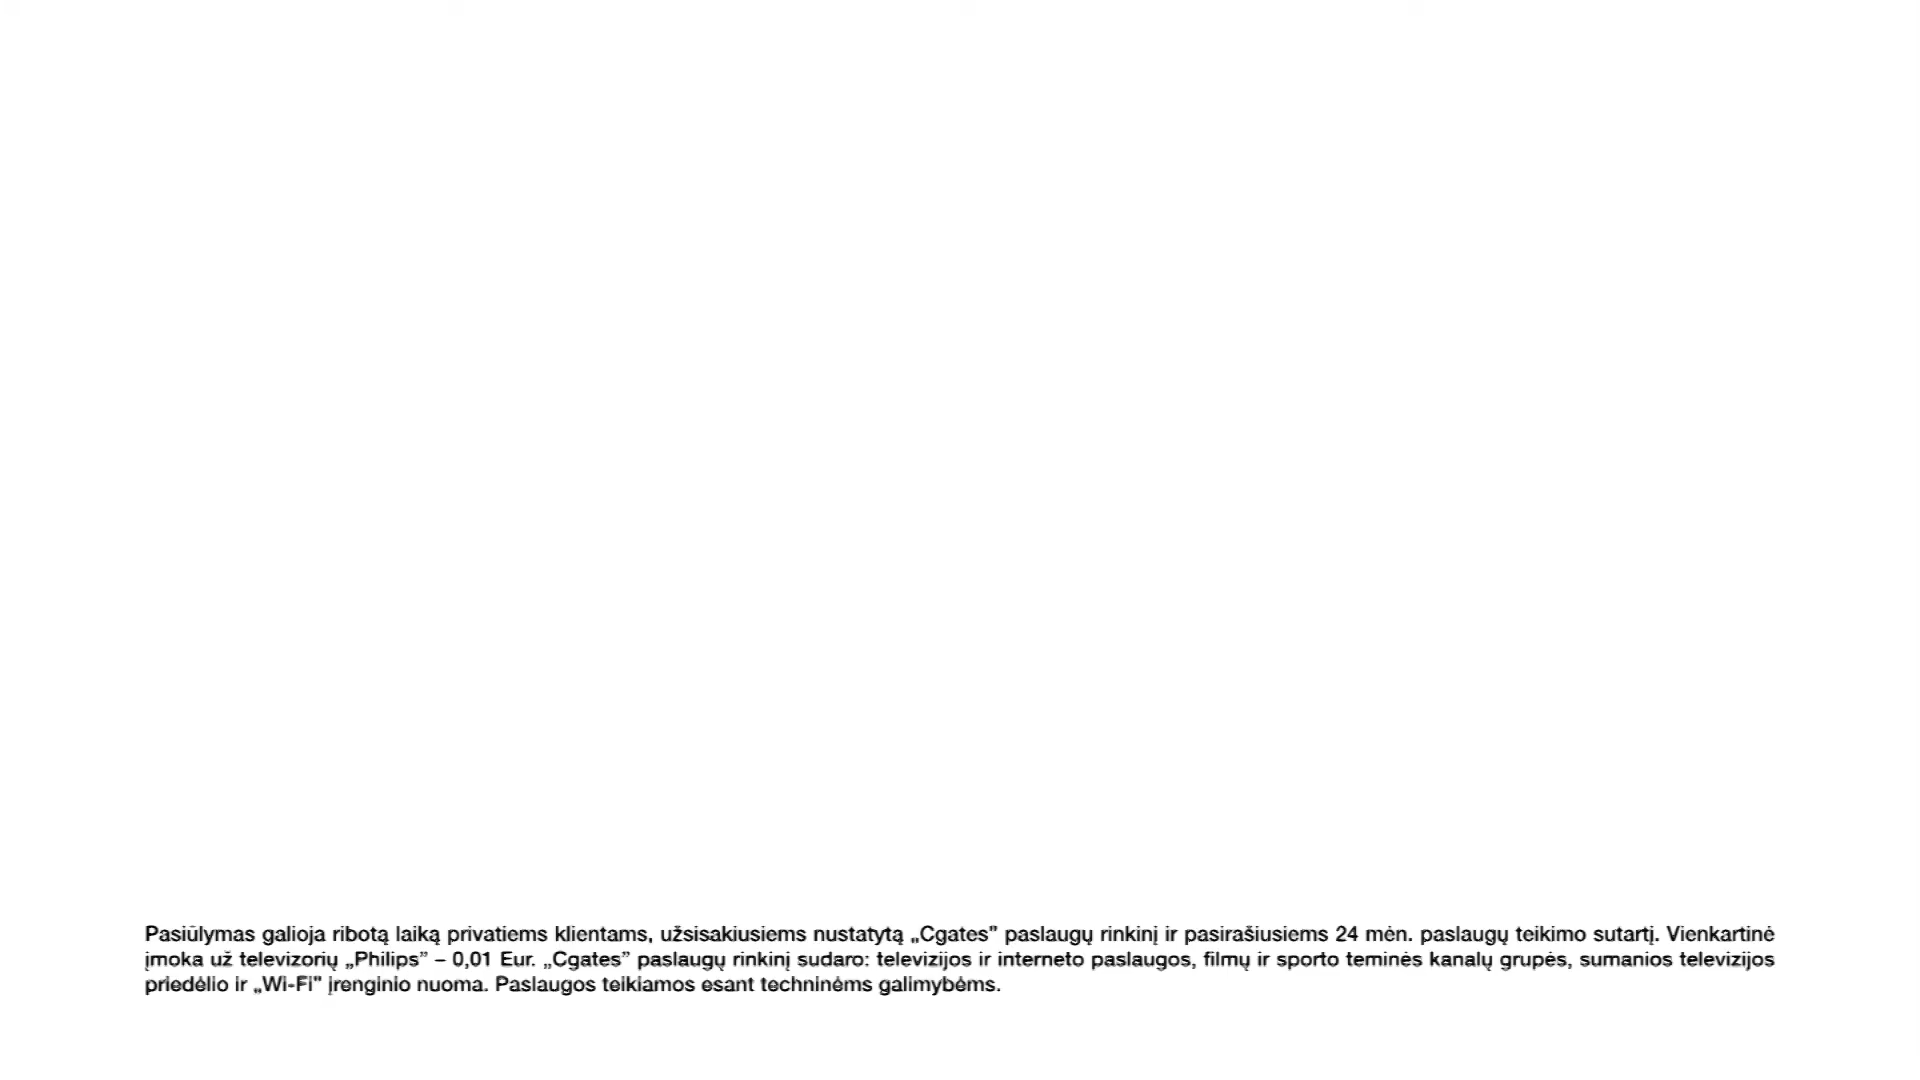 Pasiūlymas galioja ribotą laiką privatiems klientams, užsisakiusiems nustatytą „Cgates” paslaugų rinkinį ir pasirašiusiems 24 mėn. paslaugų teikimo sutartį. Vienkartinė
įmoka už televizorių „Philips” – 0,01 Eur. „Cgates” paslaugų rinkinį sudaro: televizijos ir interneto paslaugos, filmų ir sporto teminės kanalų grupės, sumanios televizijos
priedėlio ir „Wi-Fi” įrenginio nuoma. Paslaugos teikiamos esant techninėms galimybėms.